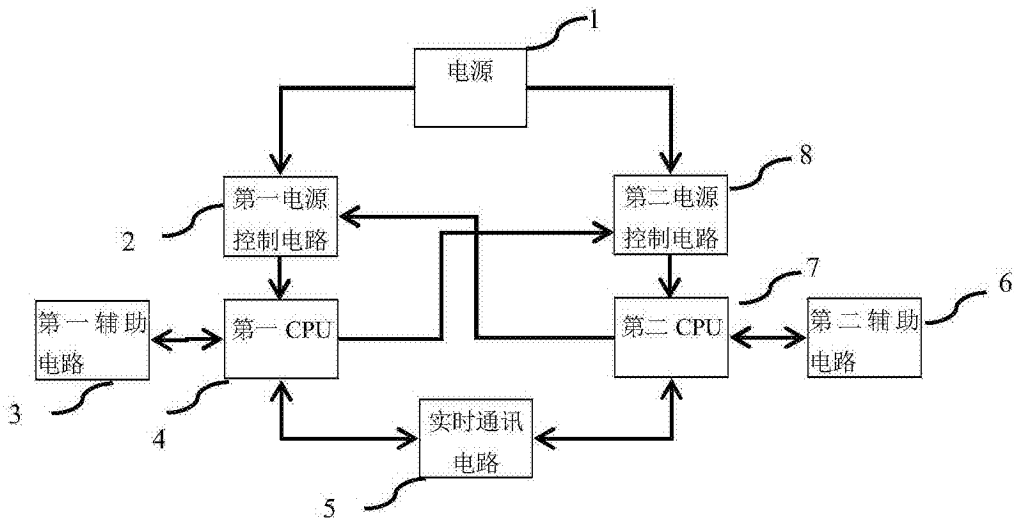 1
电源
8
第一电源
控制电路
第二电源
控制电路
2
7
6
第一辅助
电路
第一 CPU
第二 CPU
第二辅助
电路
3
4
实时通讯
电路
5